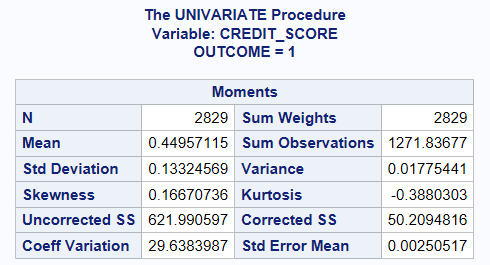 The UNIVARIATE Procedure
Variable: CREDIT_SCORE
OUTCOME = 1
Moments
N 2829 Sum Weights 2829
Mean 0.44957115 Sum Observations 1271.83677
Std Deviation 0.13324569 Variance 0.01775441
Skewness 0.16670736 Kurtosis -0.3880303
Uncorrected SS 621.990597 Corrected SS 50.2094816
Coeff Variation 29.6383987 Std Error Mean 0.00250517